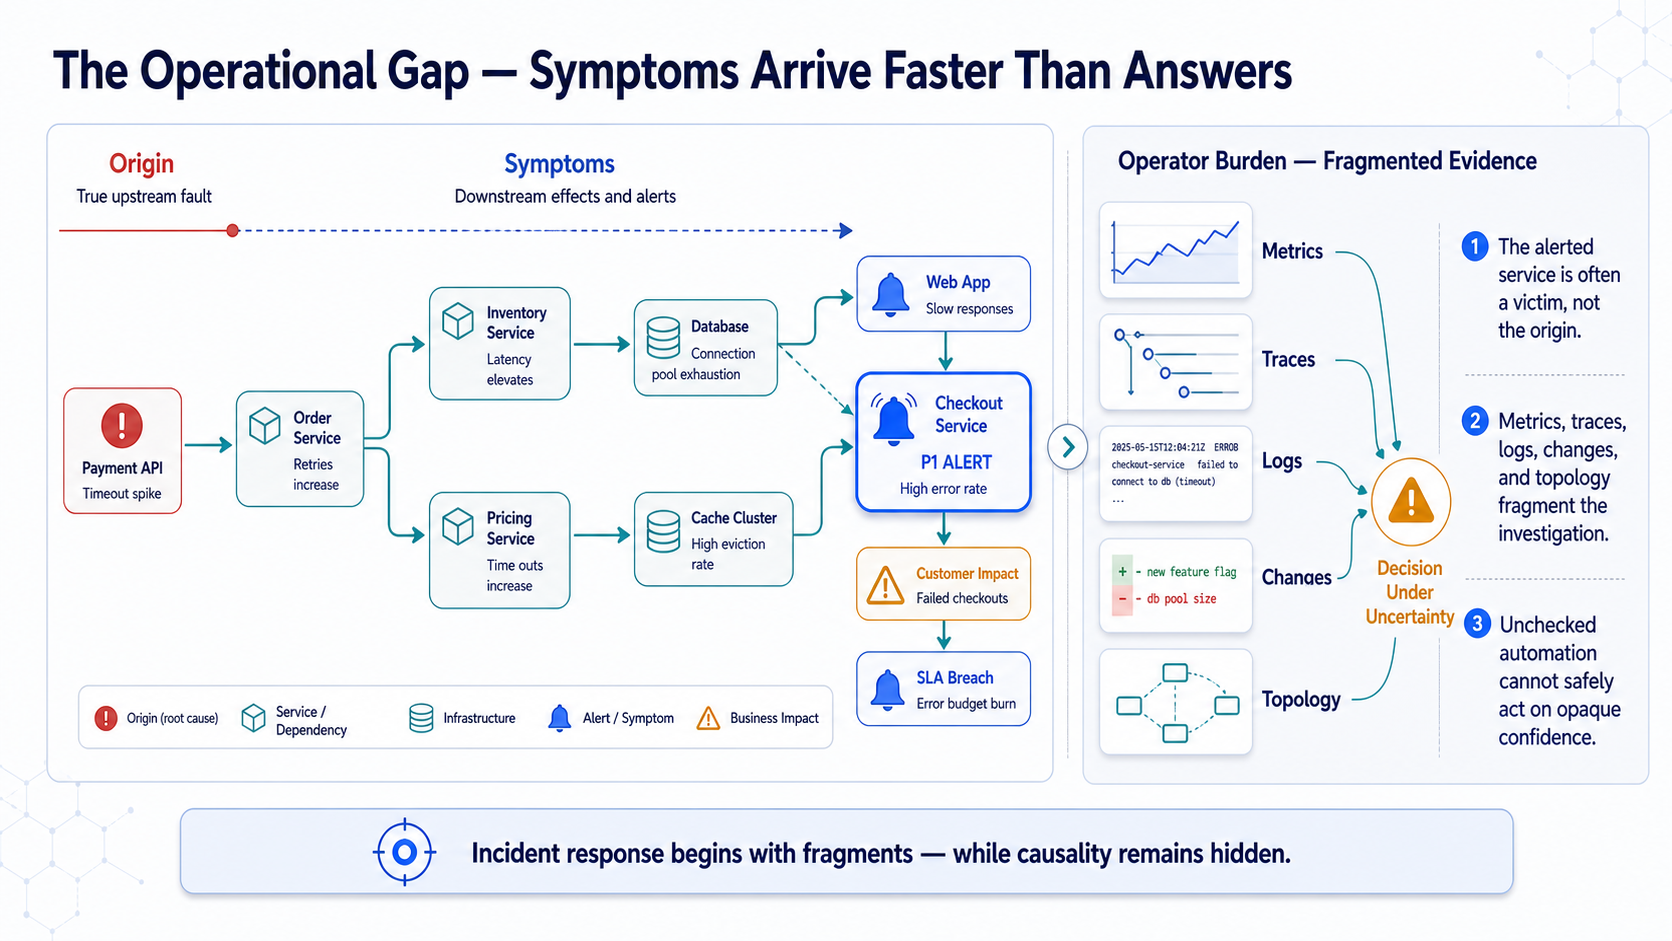 The Operational Gap — Symptoms Arrive Faster Than Answers
Origin
True upstream fault
Symptoms
Downstream effects and alerts
Payment API
Timeout spike
Order
Service
Retries
increase
Inventory
Service
Latency
elevates
Pricing
Service
Time outs
increase
Database
Connection
pool exhaustion
Cache Cluster
High eviction
rate
Web App
Slow responses
Checkout
Service
P1 ALERT
High error rate
Customer Impact
Failed checkouts
SLA Breach
Error budget burn
Origin (root cause)
Service /
Dependency
Infrastructure
Alert / Symptom
Business Impact
Operator Burden — Fragmented Evidence
Metrics
Traces
2025-05-15T12:04:21Z ERROB
checkout-service failed to
connect to db (timeout)
...
Logs
+ - new feature flag
− - db pool size
Changes
Topology
Decision
Under
Uncertainty
1 The alerted
service is often
a victim, not
the origin.
2 Metrics, traces,
logs, changes,
and topology
fragment the
investigation.
3 Unchecked
automation
cannot safely
act on opaque
confidence.
Incident response begins with fragments — while causality remains hidden.